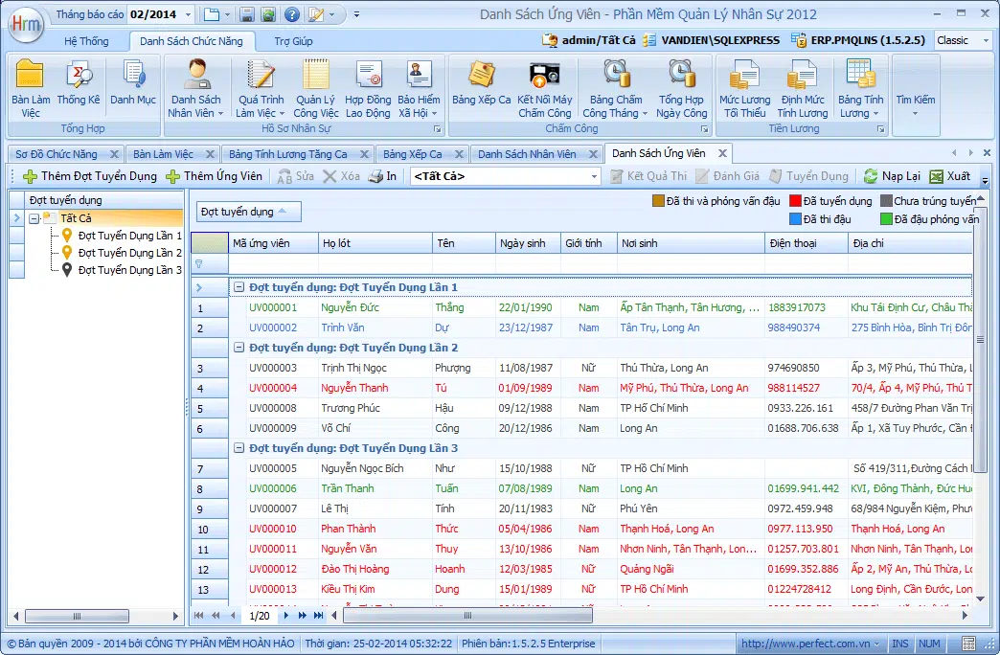 Hrm Tháng báo cáo 02/2014 Danh Sách Ứng Viên - Phần Mềm Quản Lý Nhân Sự 2012
Hệ Thống Danh Sách Chức Năng Trợ Giúp admin/Tất Cả VANDIEN\SQLEXPRESS ERP.PMQLNS (1.5.2.5) Classic
Bàn Làm Việc Thống Kê Danh Mục Danh Sách Nhân Viên Quá Trình Làm Việc Quản Lý Công Việc Hợp Đồng Lao Động Bảo Hiểm Xã Hội Bảng Xếp Ca Kết Nối Máy Chấm Công Bảng Chấm Công Tháng Tổng Hợp Ngày Công Mức Lương Tối Thiểu Định Mức Tính Lương Bảng Tính Lương Tìm Kiếm
Tổng Hợp Hồ Sơ Nhân Sự Chấm Công Tiền Lương
Sơ Đồ Chức Năng Bàn Làm Việc Bảng Tính Lương Tăng Ca Bảng Xếp Ca Danh Sách Nhân Viên Danh Sách Ứng Viên
Thêm Đợt Tuyển Dụng Thêm Ứng Viên Sửa Xóa In <Tất Cả> Kết Quả Thi Đánh Giá Tuyển Dụng Nạp Lại Xuất
Đợt tuyển dụng
Tất Cả
Đợt Tuyển Dụng Lần 1
Đợt Tuyển Dụng Lần 2
Đợt Tuyển Dụng Lần 3
Đợt tuyển dụng
Đã thi và phỏng vấn đậu Đã tuyển dụng Chưa trúng tuyển
Đã thi đậu Đã đậu phỏng vấn
Mã ứng viên Họ lót Tên Ngày sinh Giới tính Nơi sinh Điện thoại Địa chỉ
Đợt tuyển dụng: Đợt Tuyển Dụng Lần 1
1 UV000001 Nguyễn Đức Thắng 22/01/1990 Nam Ấp Tân Thạnh, Tân Hương, ... 1883917073 Khu Tái Định Cư, Châu Thà
2 UV000002 Trình Văn Dự 23/12/1987 Nam Tân Trụ, Long An 988490374 275 Bình Hòa, Bình Trị Đôn
Đợt tuyển dụng: Đợt Tuyển Dụng Lần 2
3 UV000003 Trịnh Thị Ngọc Phượng 11/08/1987 Nữ Thủ Thừa, Long An 974690850 Ấp 3, Mỹ Phú, Thủ Thừa, L
4 UV000004 Nguyễn Thanh Tú 01/09/1989 Nam Mỹ Phú, Thủ Thừa, Long An 988114527 70/4, Ấp 4, Mỹ Phú, Thủ T
5 UV000008 Trương Phúc Hậu 09/12/1988 Nam TP Hồ Chí Minh 0933.226.161 458/7 Đường Phan Văn Trị
6 UV000009 Võ Chí Công 20/12/1986 Nam Long An 01688.706.638 Ấp 1, Xã Tuy Phước, Cần
Đợt tuyển dụng: Đợt Tuyển Dụng Lần 3
7 UV000005 Nguyễn Ngọc Bích Như 15/10/1988 Nữ TP Hồ Chí Minh Số 419/311,Đường Cách
8 UV000006 Trần Thanh Tuấn 07/08/1989 Nam Long An 01699.941.442 KVI, Đông Thành, Đức Huệ
9 UV000007 Lê Thị Tính 20/11/1983 Nữ Phú Yên 0972.459.948 68/984 Nguyễn Kiệm, Phườ
10 UV000010 Phan Thành Thức 05/04/1986 Nam Thạnh Hoá, Long An 0977.113.950 Thạnh Hoá, Long An
11 UV000011 Nguyễn Văn Thuy 13/10/1986 Nam Nhơn Ninh, Tân Thạnh, Lon... 01257.703.801 Nhơn Ninh, Tân Thạnh, Lor
12 UV000012 Đào Thị Hoàng Hoanh 12/03/1985 Nữ Quảng Ngãi 01699.352.886 Ấp 2, Mỹ An, Thủ Thừa, L
13 UV000013 Kiều Thị Kim Dung 15/01/1989 Nữ TP Hồ Chí Minh 01224728412 Long Định, Cần Đước, Lon
1/20
©Bản quyền 2009 - 2014 bởi CÔNG TY PHẦN MỀM HOÀN HẢO Thời gian: 25-02-2014 05:32:22 Phiên bản:1.5.2.5 Enterprise http://www.perfect.com.vn INS NUM